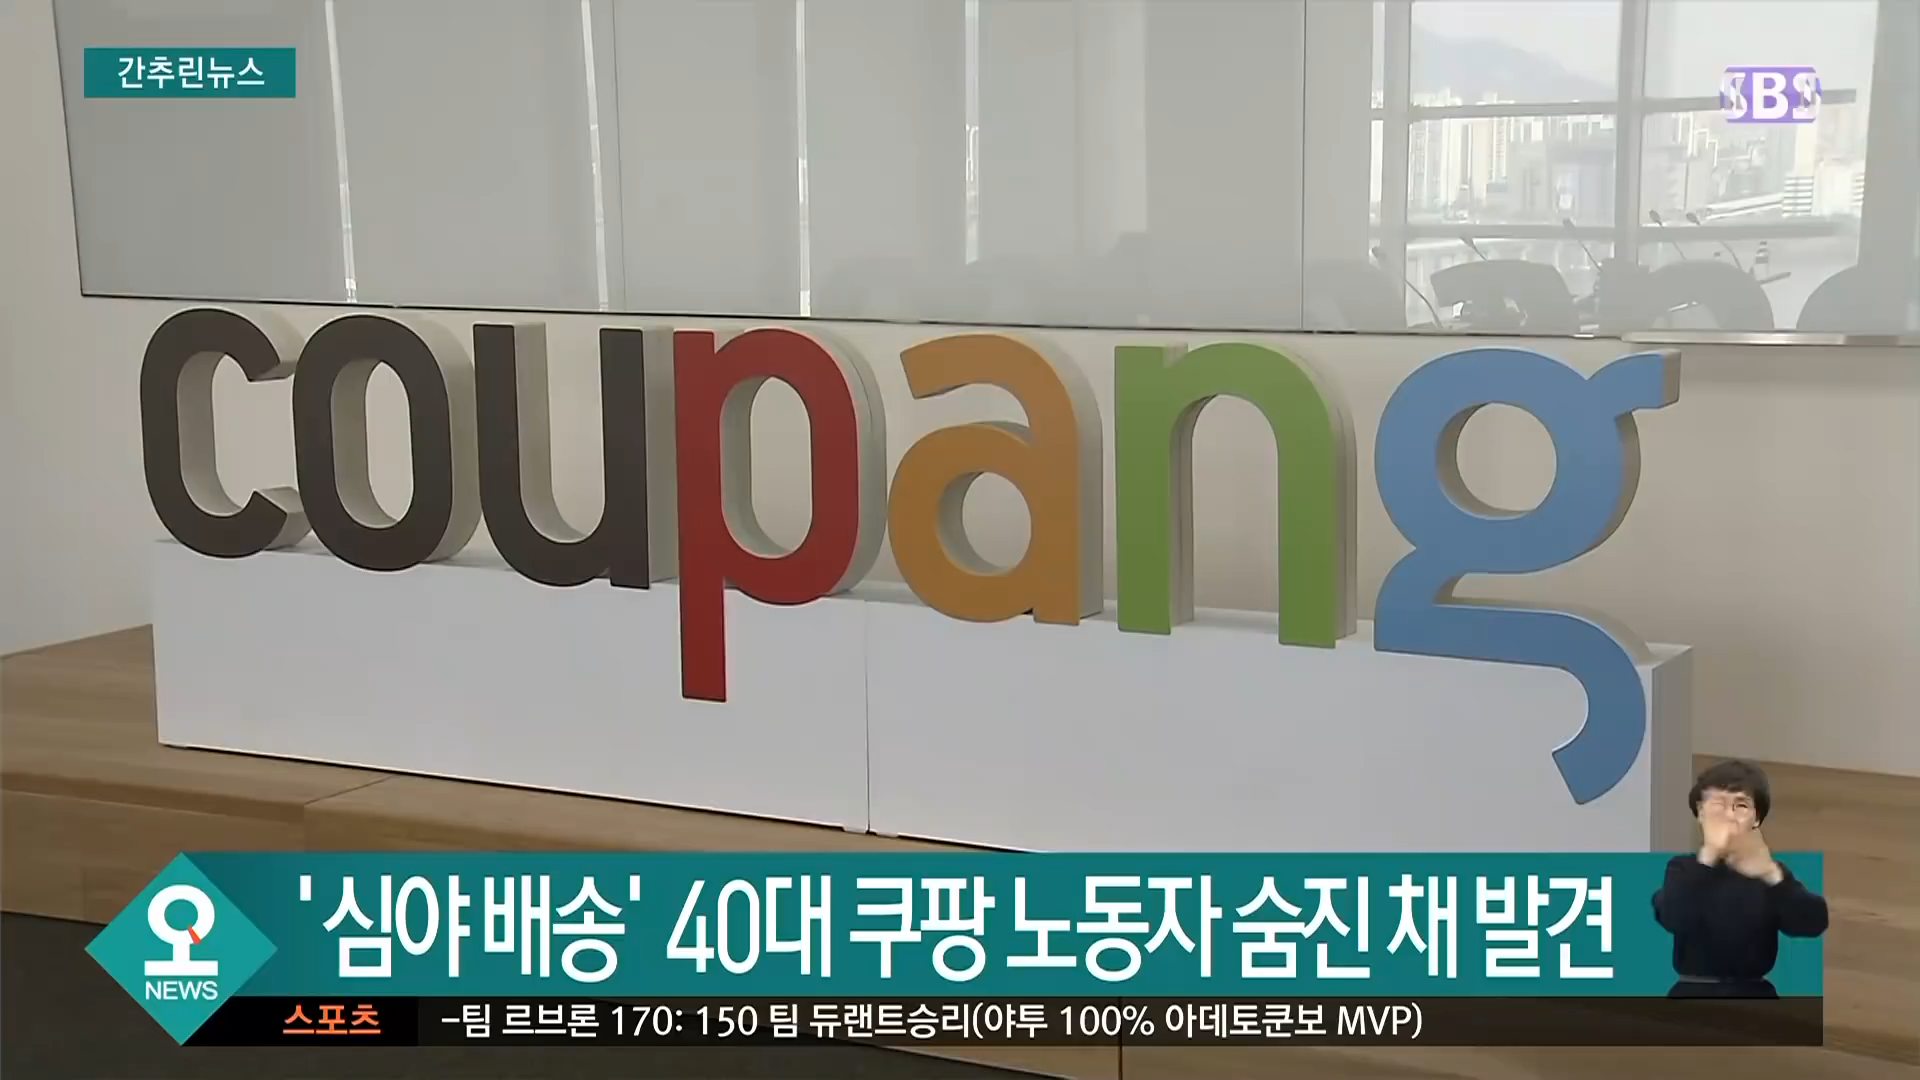 간추린뉴스
SBS
coupang
'심야 배송' 40대 쿠팡 노동자 숨진 채 발견
오
NEWS
스포츠
-팀 르브론 170: 150 팀 듀랜트승리(야투 100% 아데토쿤보 MVP)